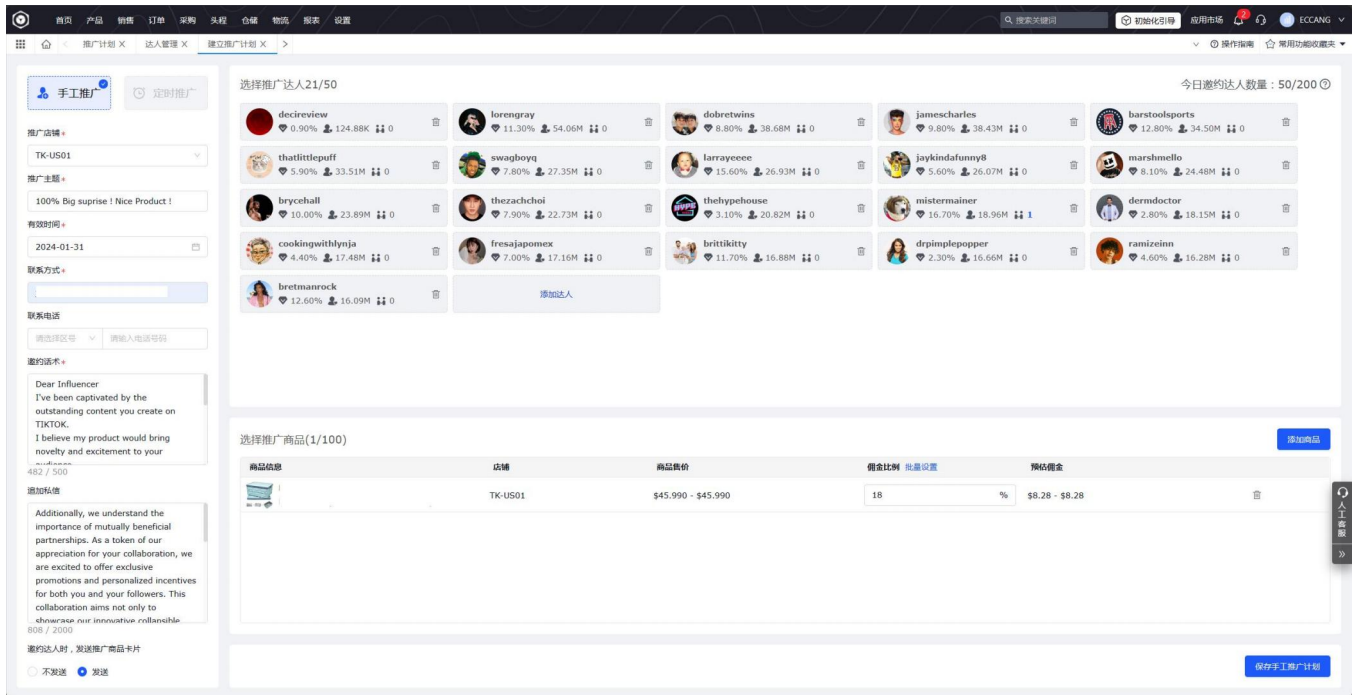 首页 产品 销售 订单 采购 头程 仓储 物流 报表 设置
搜索关键词
初始化引导
应用市场
2
ECCANG
推广计划 X 达人管理 X 建立推广计划 X
操作指南 常用功能收藏夹
手工推广
定时推广
推广店铺*
TK-US01
推广主题*
100% Big suprise ! Nice Product !
有效时间*
2024-01-31
联系方式*
联系电话
请选择区号 请输入电话号码
邀约话术*
Dear Influencer
I've been captivated by the
outstanding content you create on
TIKTOK.
I believe my product would bring
novelty and excitement to your
audience
482 / 500
追加私信
Additionally, we understand the
importance of mutually beneficial
partnerships. As a token of our
appreciation for your collaboration, we
are excited to offer exclusive
promotions and personalized incentives
for both you and your followers. This
collaboration aims not only to
showcase our innovative collapsible
808 / 2000
邀约达人时，发送推广商品卡片
不发送 发送
选择推广达人21/50
今日邀约达人数量：50/200
decireview
0.90% 124.88K 0
lorengray
11.30% 54.06M 0
dobretwins
8.80% 38.68M 0
jamescharles
9.80% 38.43M 0
barstoolsports
12.80% 34.50M 0
thatlittlepuff
5.90% 33.51M 0
swagboyq
7.80% 27.35M 0
larrayeeee
15.60% 26.93M 0
jaykindafunny8
5.60% 26.07M 0
marshmello
8.10% 24.48M 0
brycehall
10.00% 23.89M 0
thezachchoi
7.90% 22.73M 0
HYPE
thehypehouse
3.10% 20.82M 0
mistermainer
16.70% 18.96M 1
dermdoctor
2.80% 18.15M 0
cookingwithlynja
4.40% 17.48M 0
fresajapomex
7.00% 17.16M 0
brittikitty
11.70% 16.88M 0
drpimplepopper
2.30% 16.66M 0
ramizeinn
4.60% 16.28M 0
bretmanrock
12.60% 16.09M 0
添加达人
选择推广商品(1/100)
添加商品
商品信息 店铺 商品售价 佣金比例 批量设置 预估佣金
TK-US01 $45.990 - $45.990 18 % $8.28 - $8.28
人工客服
保存手工推广计划